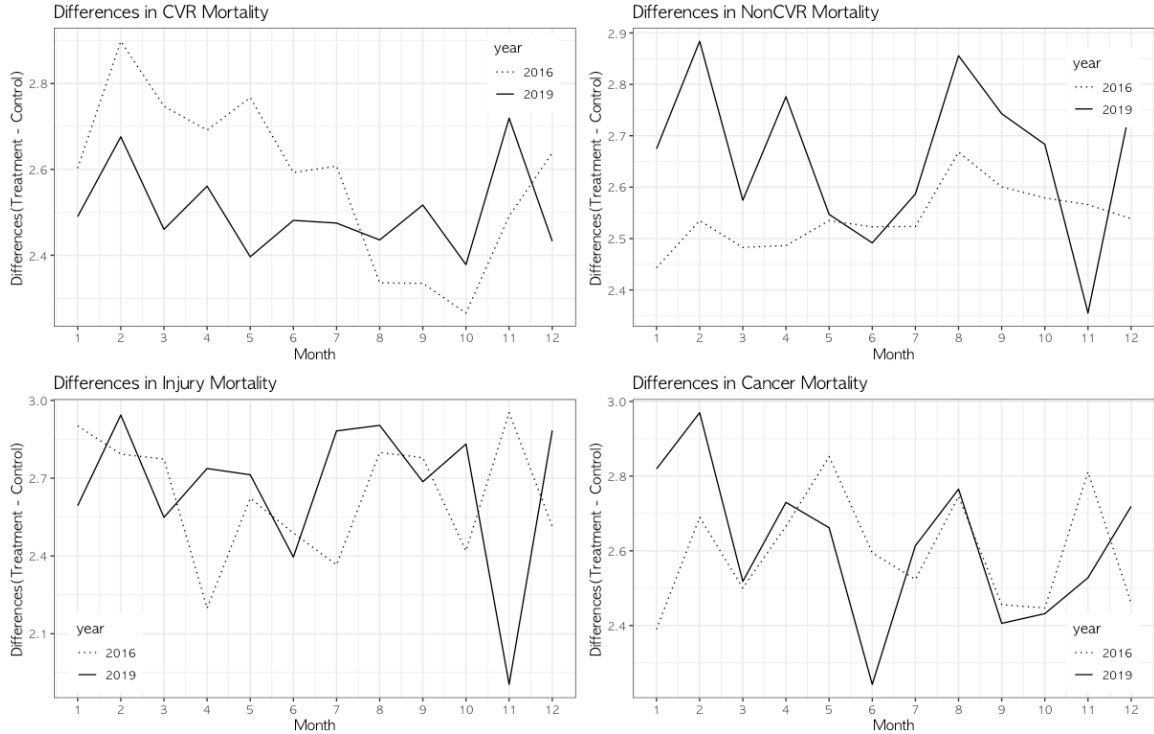 Differences in CVR Mortality
Differences (Treatment - Control)
2.8
2.6
2.4
year
2016
2019
1 2 3 4 5 6 7 8 9 10 11 12
Month
Differences in NonCVR Mortality
Differences (Treatment - Control)
2.9
2.8
2.7
2.6
2.5
2.4
year
2016
2019
1 2 3 4 5 6 7 8 9 10 11 12
Month
Differences in Injury Mortality
Differences (Treatment - Control)
3.0
2.7
2.4
2.1
year
2016
2019
1 2 3 4 5 6 7 8 9 10 11 12
Month
Differences in Cancer Mortality
Differences (Treatment - Control)
3.0
2.8
2.6
2.4
year
2016
2019
1 2 3 4 5 6 7 8 9 10 11 12
Month